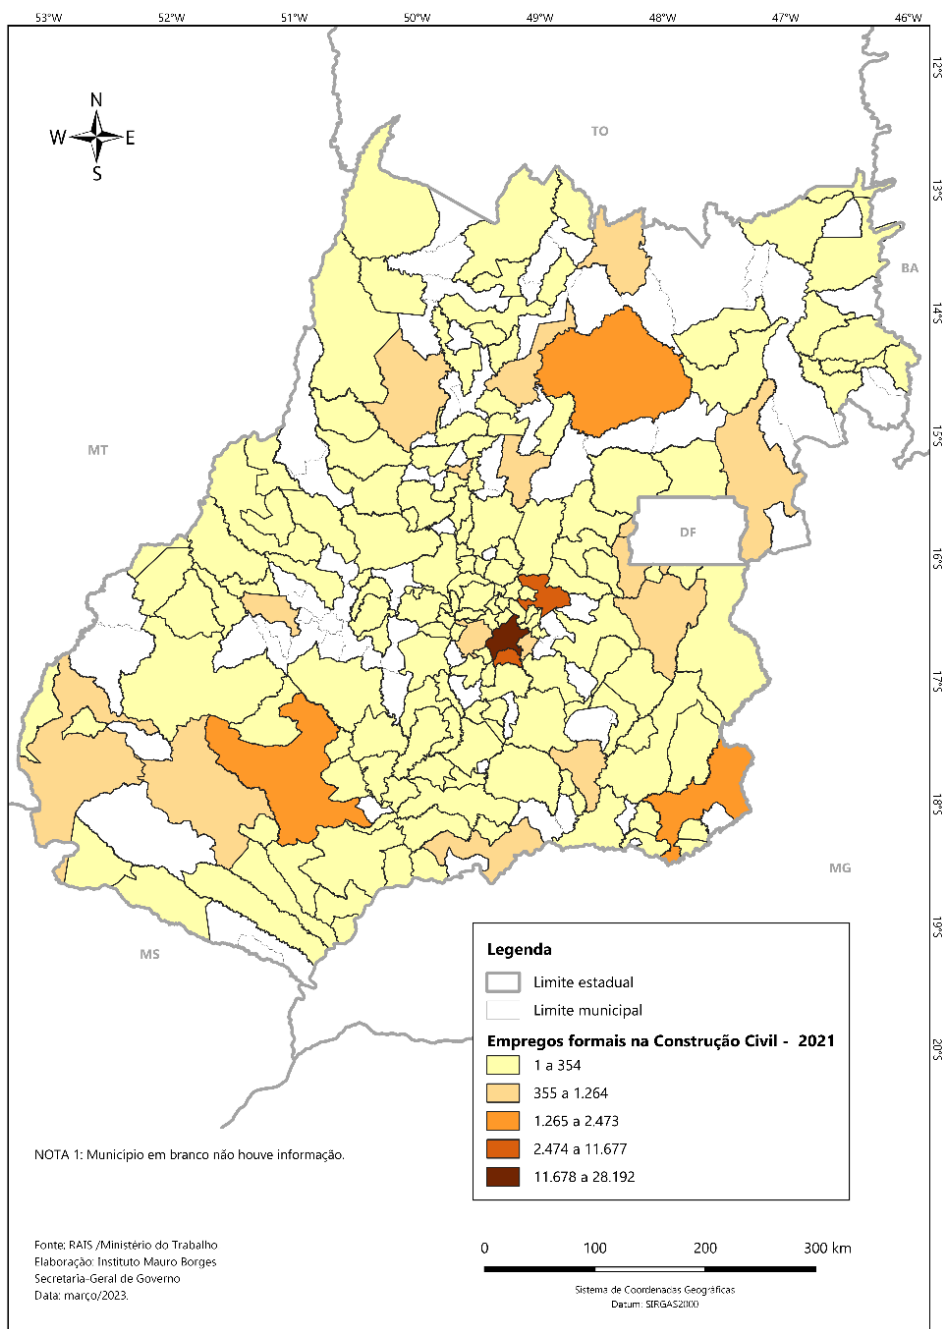 53°W 52°W 51°W 50°W 49°W 48°W 47°W 46°W
12°S
N
W E
S
TO
13°S
BA
14°S
15°S
MT
DF
16°S
17°S
18°S
MG
19°S
MS
Legenda
Limite estadual
Limite municipal
20°S
Empregos formais na Construção Civil - 2021
1 a 354
355 a 1.264
1.265 a 2.473
2.474 a 11.677
11.678 a 28.192
NOTA 1: Município em branco não houve informação.
Fonte: RAIS /Ministério do Trabalho
Elaboração: Instituto Mauro Borges
Secretaria-Geral de Governo
Data: março/2023.
0 100 200 300 km
Sistema de Coordenadas Geográficas
Datum: SIRGAS2000